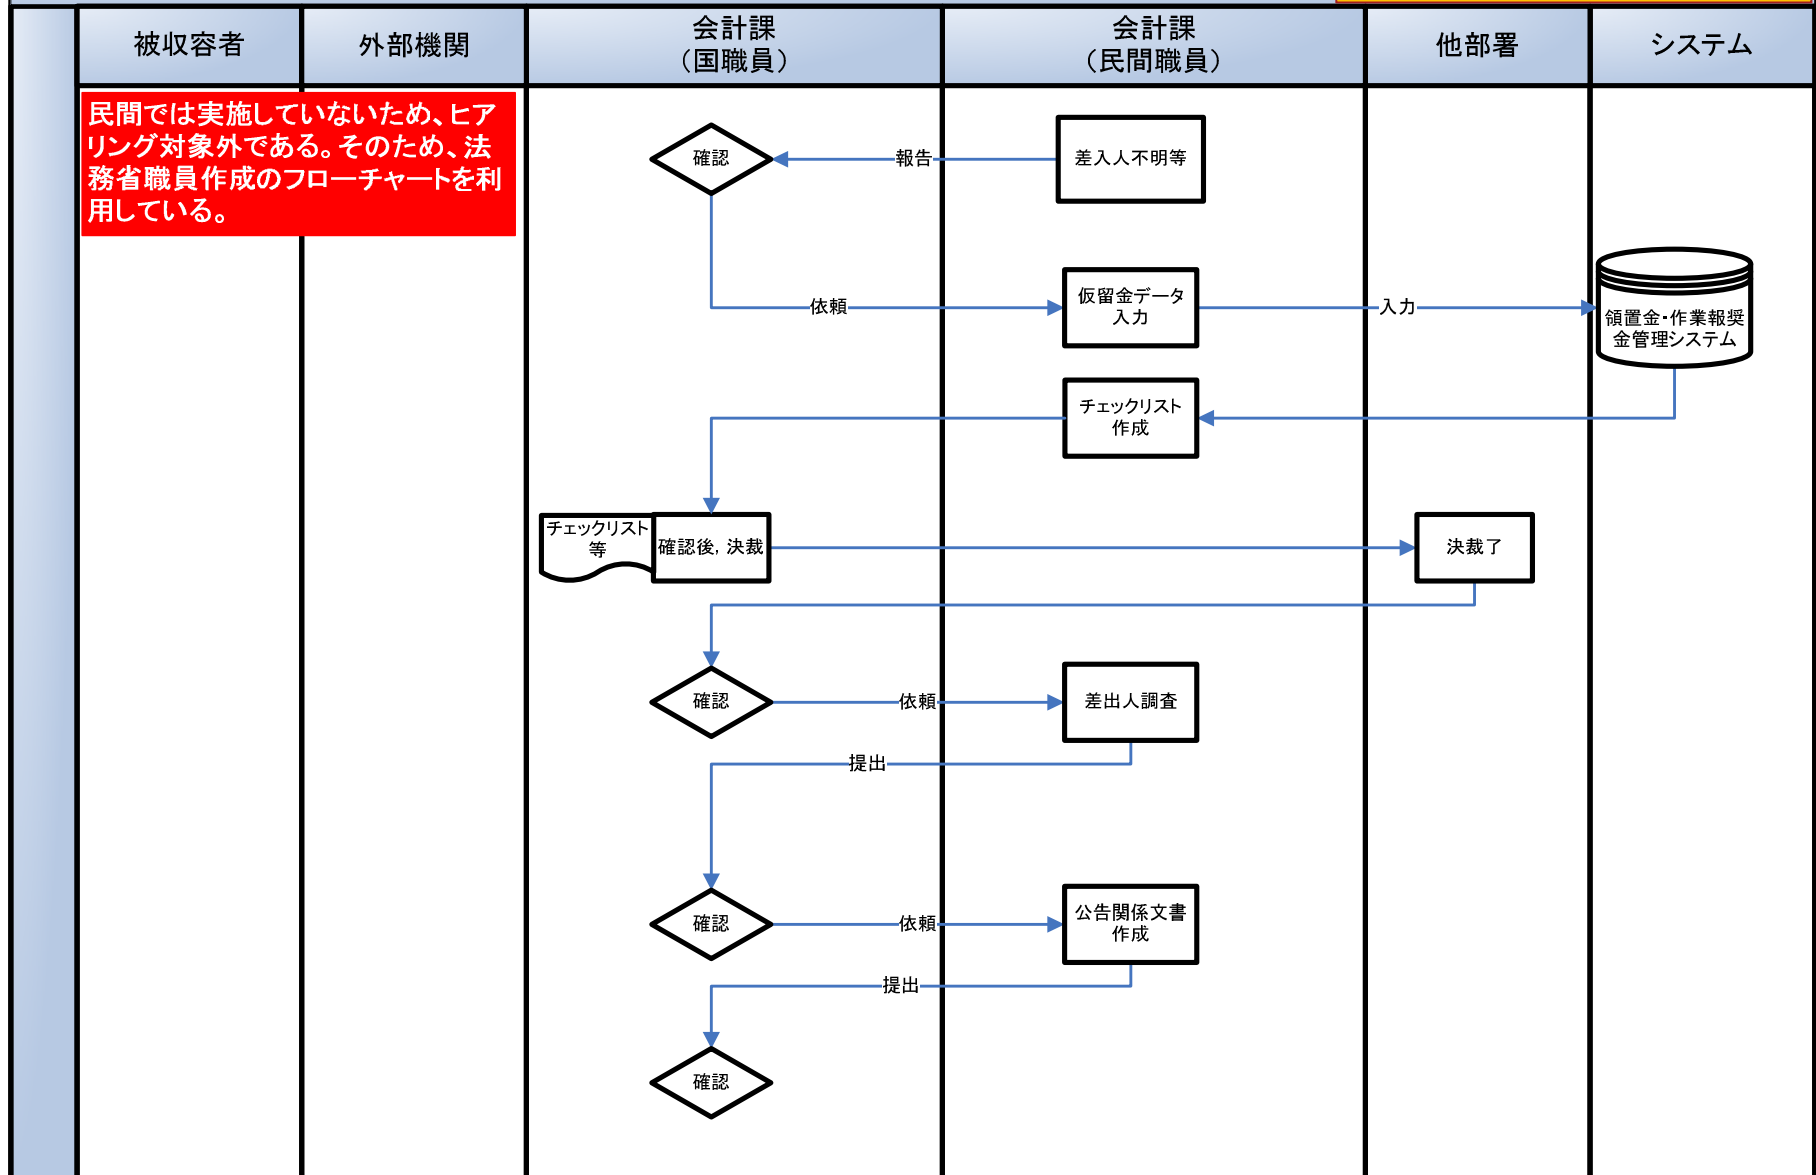 被収容者
外部機関
会計課
（国職員）
会計課
（民間職員）
他部署
システム
民間では実施していないため、ヒア
リング対象外である。そのため、法
務省職員作成のフローチャートを利
用している。
確認
報告
差入人不明等
依頼
仮留金データ
入力
入力
領置金・作業報奨
金管理システム
チェックリスト
作成
チェックリスト
等
確認後，決裁
決裁了
確認
依頼
差出人調査
提出
確認
依頼
公告関係文書
作成
提出
確認